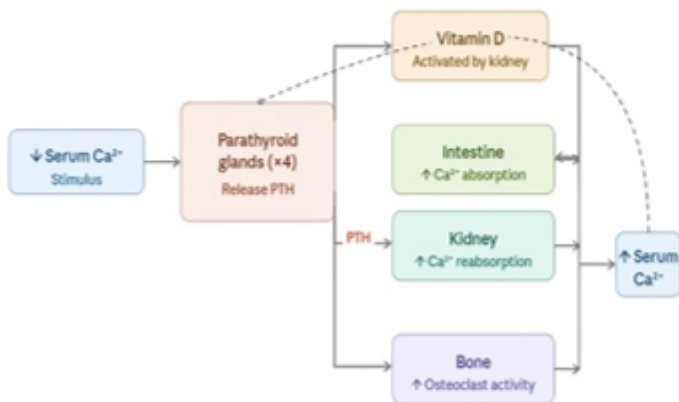 ↓ Serum Ca²⁺
Stimulus
Parathyroid
glands (×4)
Release PTH
Vitamin D
Activated by kidney
Intestine
↑ Ca²⁺ absorption
PTH
Kidney
↑ Ca²⁺ reabsorption
Bone
↑ Osteoclast activity
↑ Serum
Ca²⁺